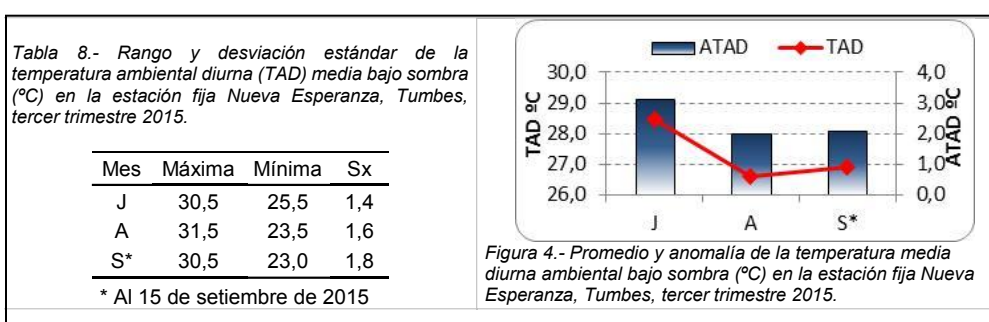 Tabla 8.- Rango y desviación estándar de la
temperatura ambiental diurna (TAD) media bajo sombra
(ºC) en la estación fija Nueva Esperanza, Tumbes,
tercer trimestre 2015.
Mes Máxima Mínima Sx
J 30,5 25,5 1,4
A 31,5 23,5 1,6
S* 30,5 23,0 1,8
* Al 15 de setiembre de 2015
ATAD TAD
TAD ºC
30,0
29,0
28,0
27,0
26,0
4,0
3,0
2,0
1,0
0,0
ATAD ºC
J A S*
Figura 4.- Promedio y anomalía de la temperatura media
diurna ambiental bajo sombra (ºC) en la estación fija Nueva
Esperanza, Tumbes, tercer trimestre 2015.